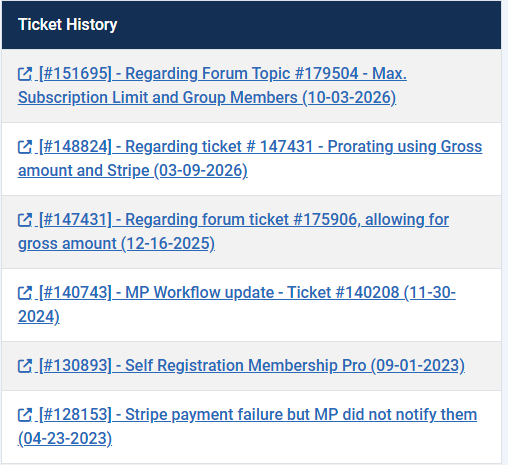 Ticket History
[#151695] - Regarding Forum Topic #179504 - Max.
Subscription Limit and Group Members (10-03-2026)
[#148824] - Regarding ticket # 147431 - Prorating using Gross
amount and Stripe (03-09-2026)
[#147431] - Regarding forum ticket #175906, allowing for
gross amount (12-16-2025)
[#140743] - MP Workflow update - Ticket #140208 (11-30-
2024)
[#130893] - Self Registration Membership Pro (09-01-2023)
[#128153] - Stripe payment failure but MP did not notify them
(04-23-2023)